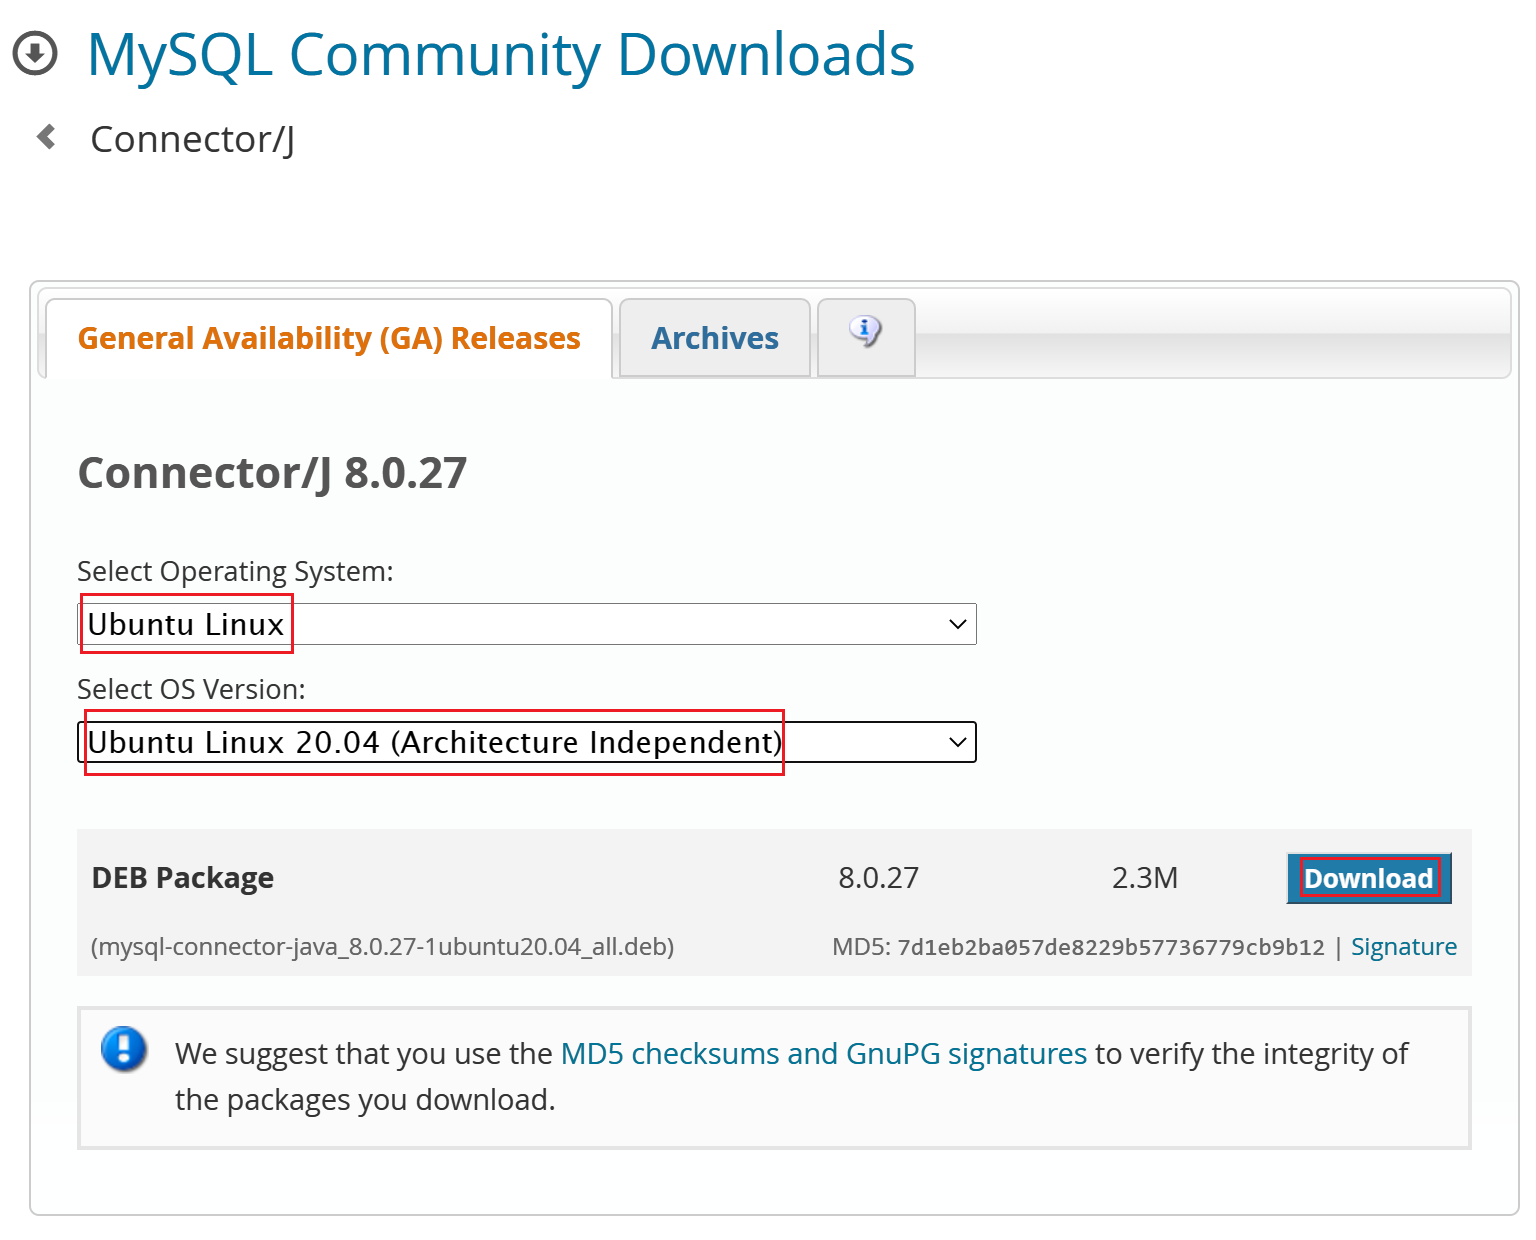 MySQL Community Downloads
Connector/J
General Availability (GA) Releases
Archives
Connector/J 8.0.27
Select Operating System:
Ubuntu Linux
Select OS Version:
Ubuntu Linux 20.04 (Architecture Independent)
DEB Package 8.0.27 2.3M Download
(mysql-connector-java_8.0.27-1ubuntu20.04_all.deb) MD5: 7d1eb2ba057de8229b57736779cb9b12 | Signature
We suggest that you use the MD5 checksums and GnuPG signatures to verify the integrity of
the packages you download.